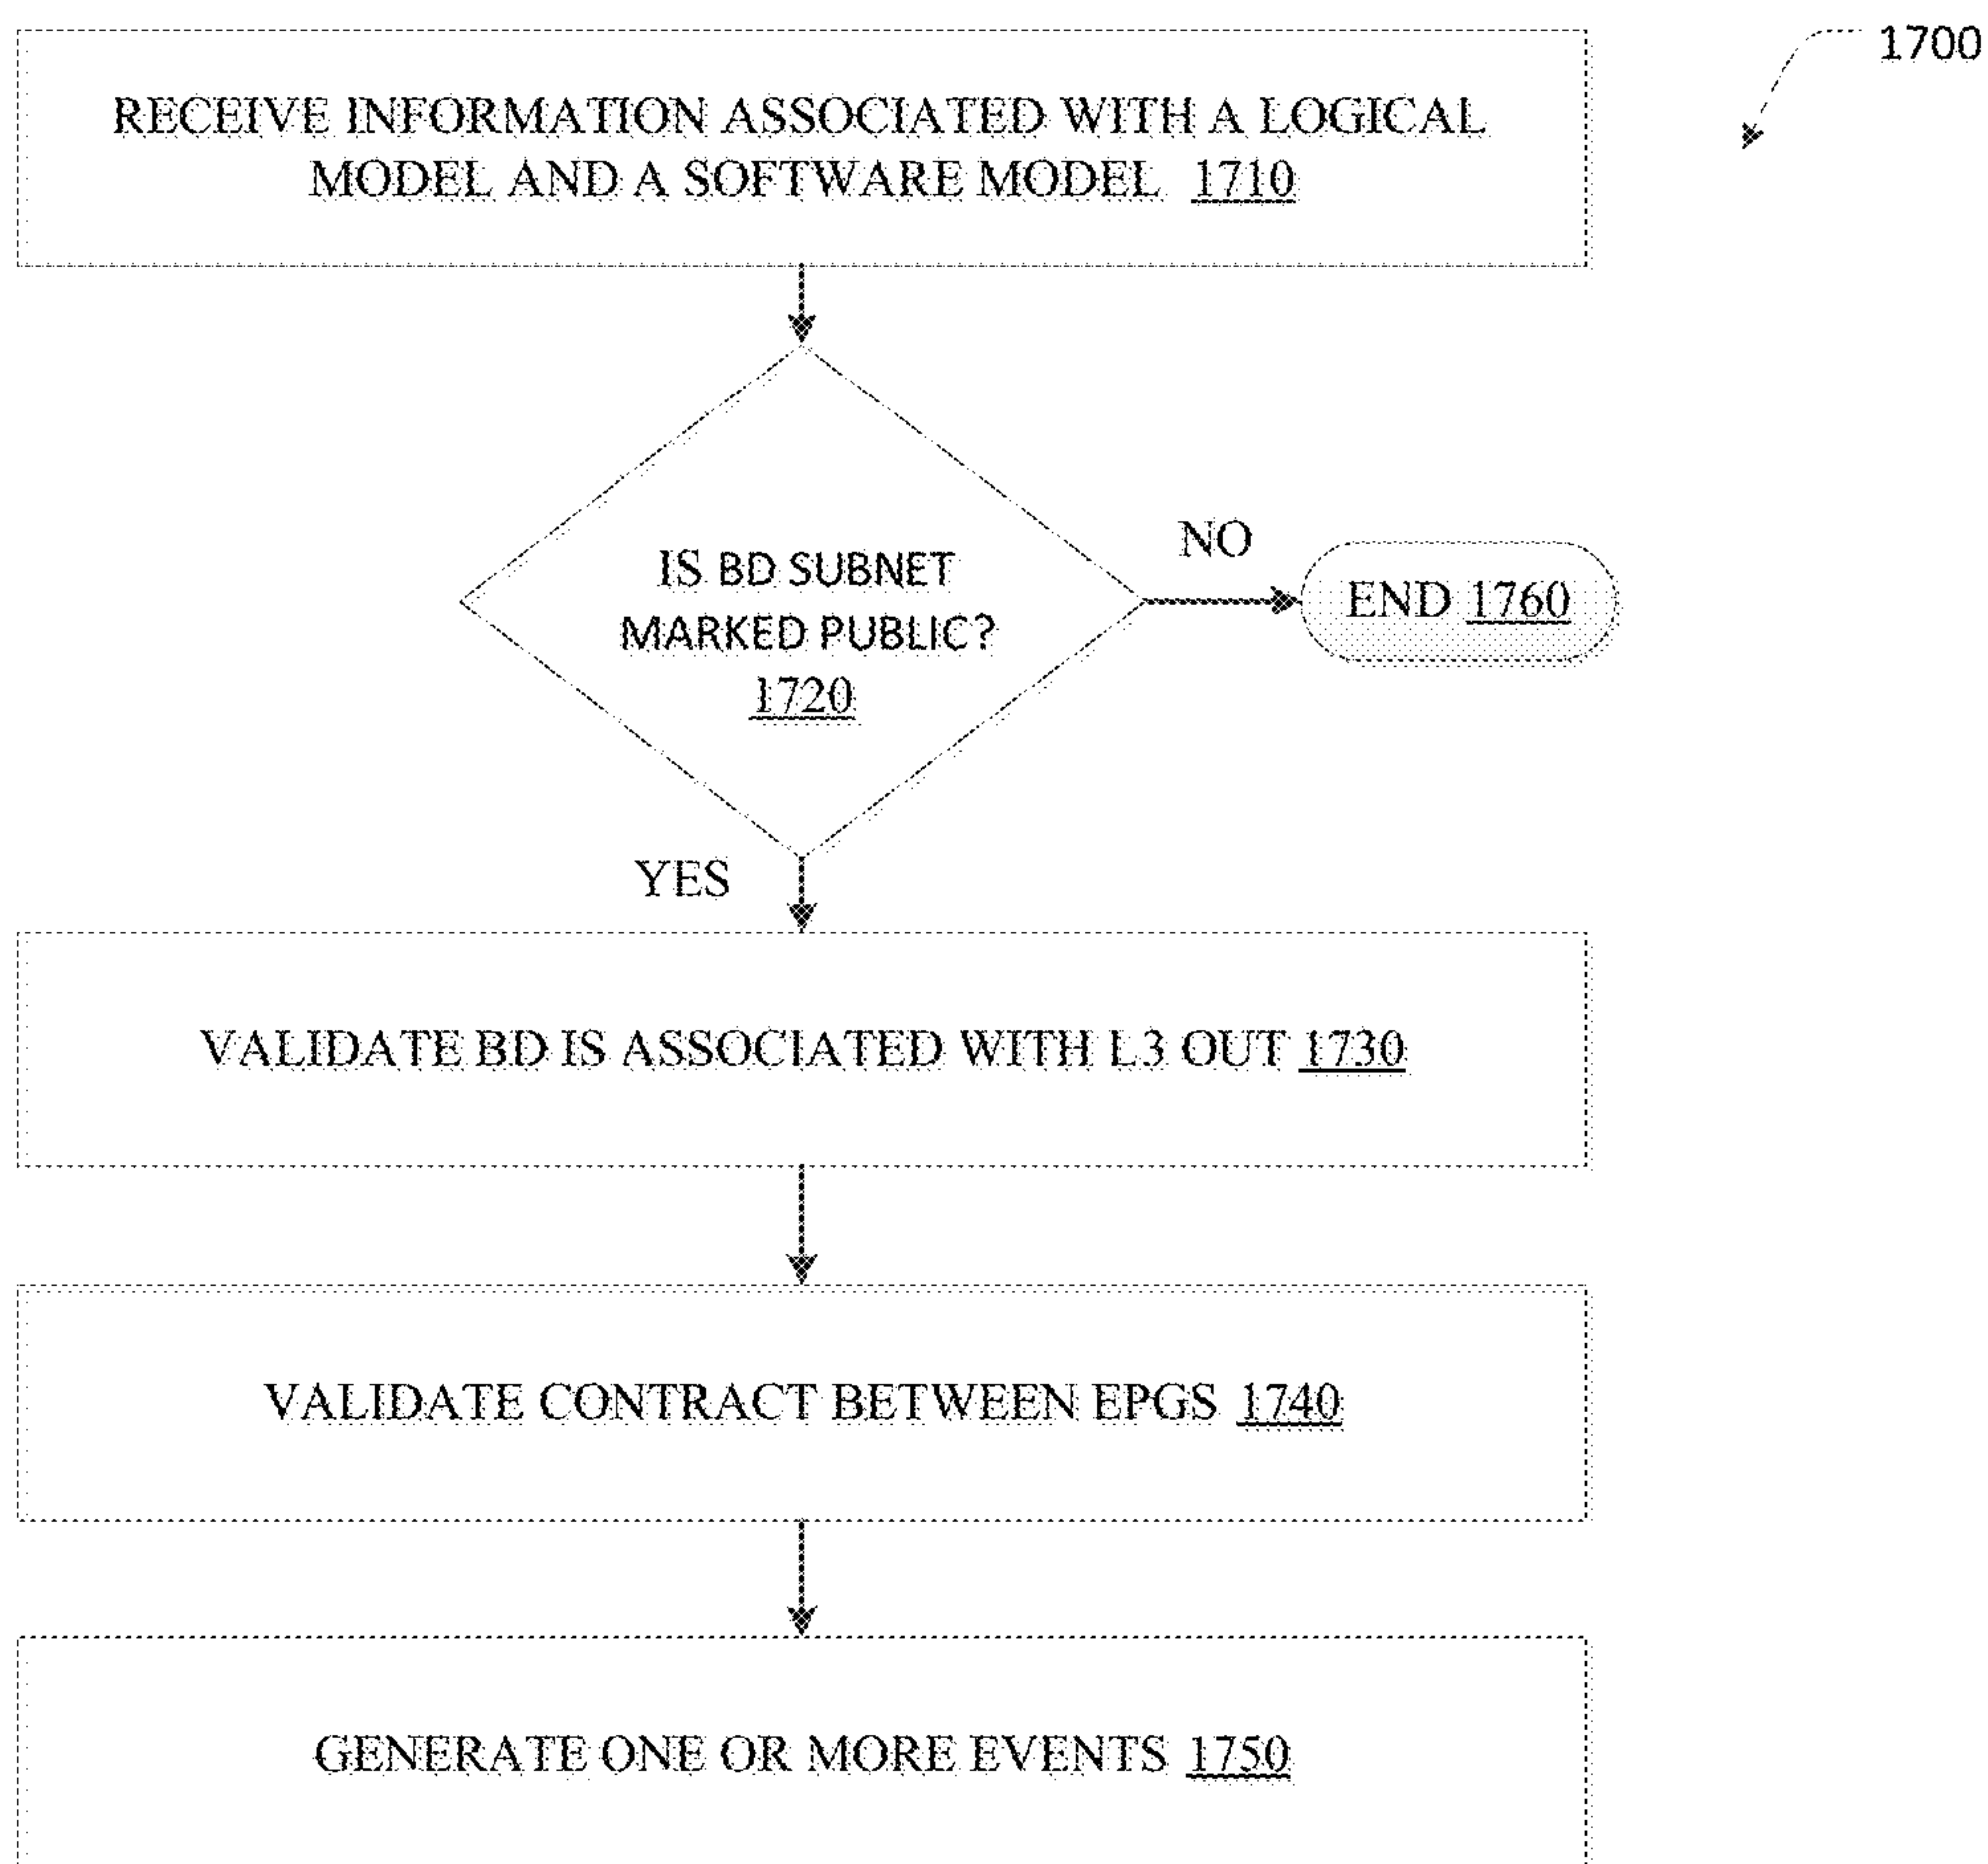 1700
RECEIVE INFORMATION ASSOCIATED WITH A LOGICAL
MODEL AND A SOFTWARE MODEL 1710
IS BD SUBNET
MARKED PUBLIC?
1720
NO
END 1760
YES
VALIDATE BD IS ASSOCIATED WITH L3 OUT 1730
VALIDATE CONTRACT BETWEEN EPGS 1740
GENERATE ONE OR MORE EVENTS 1750